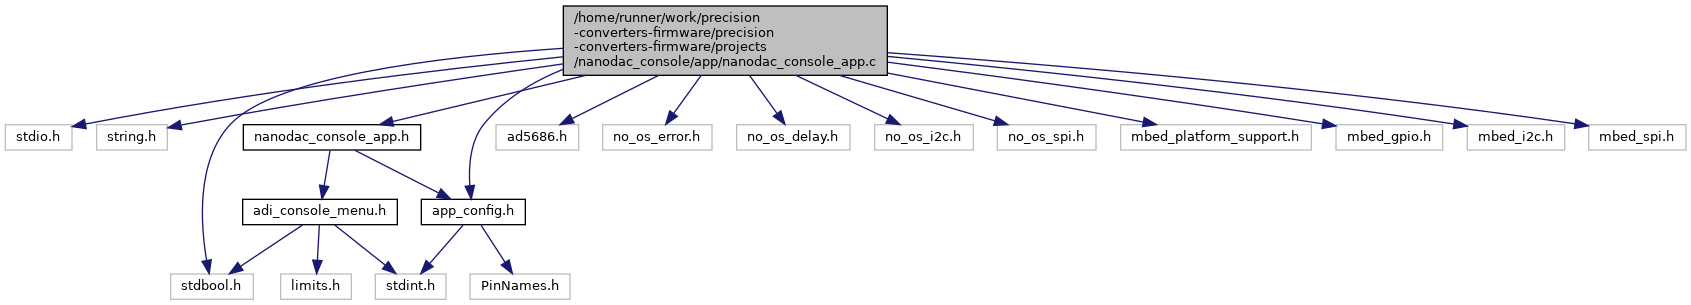 /home/runner/work/precision
-converters-firmware/precision
-converters-firmware/projects
/nanodac_console/app/nanodac_console_app.c
stdio.h
string.h
nanodac_console_app.h
ad5686.h
no_os_error.h
no_os_delay.h
no_os_i2c.h
no_os_spi.h
mbed_platform_support.h
mbed_gpio.h
mbed_i2c.h
mbed_spi.h
adi_console_menu.h
app_config.h
stdbool.h
limits.h
stdint.h
PinNames.h